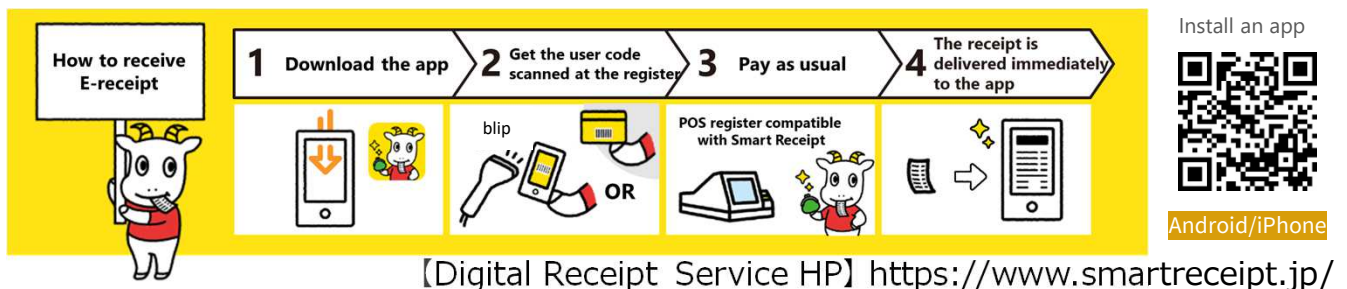 How to receive
E-receipt
1 Download the app
2 Get the user code
scanned at the register
3 Pay as usual
4 The receipt is
delivered immediately
to the app
blip
OR
POS register compatible
with Smart Receipt
Install an app
Android/iPhone
【Digital Receipt Service HP】https://www.smartreceipt.jp/